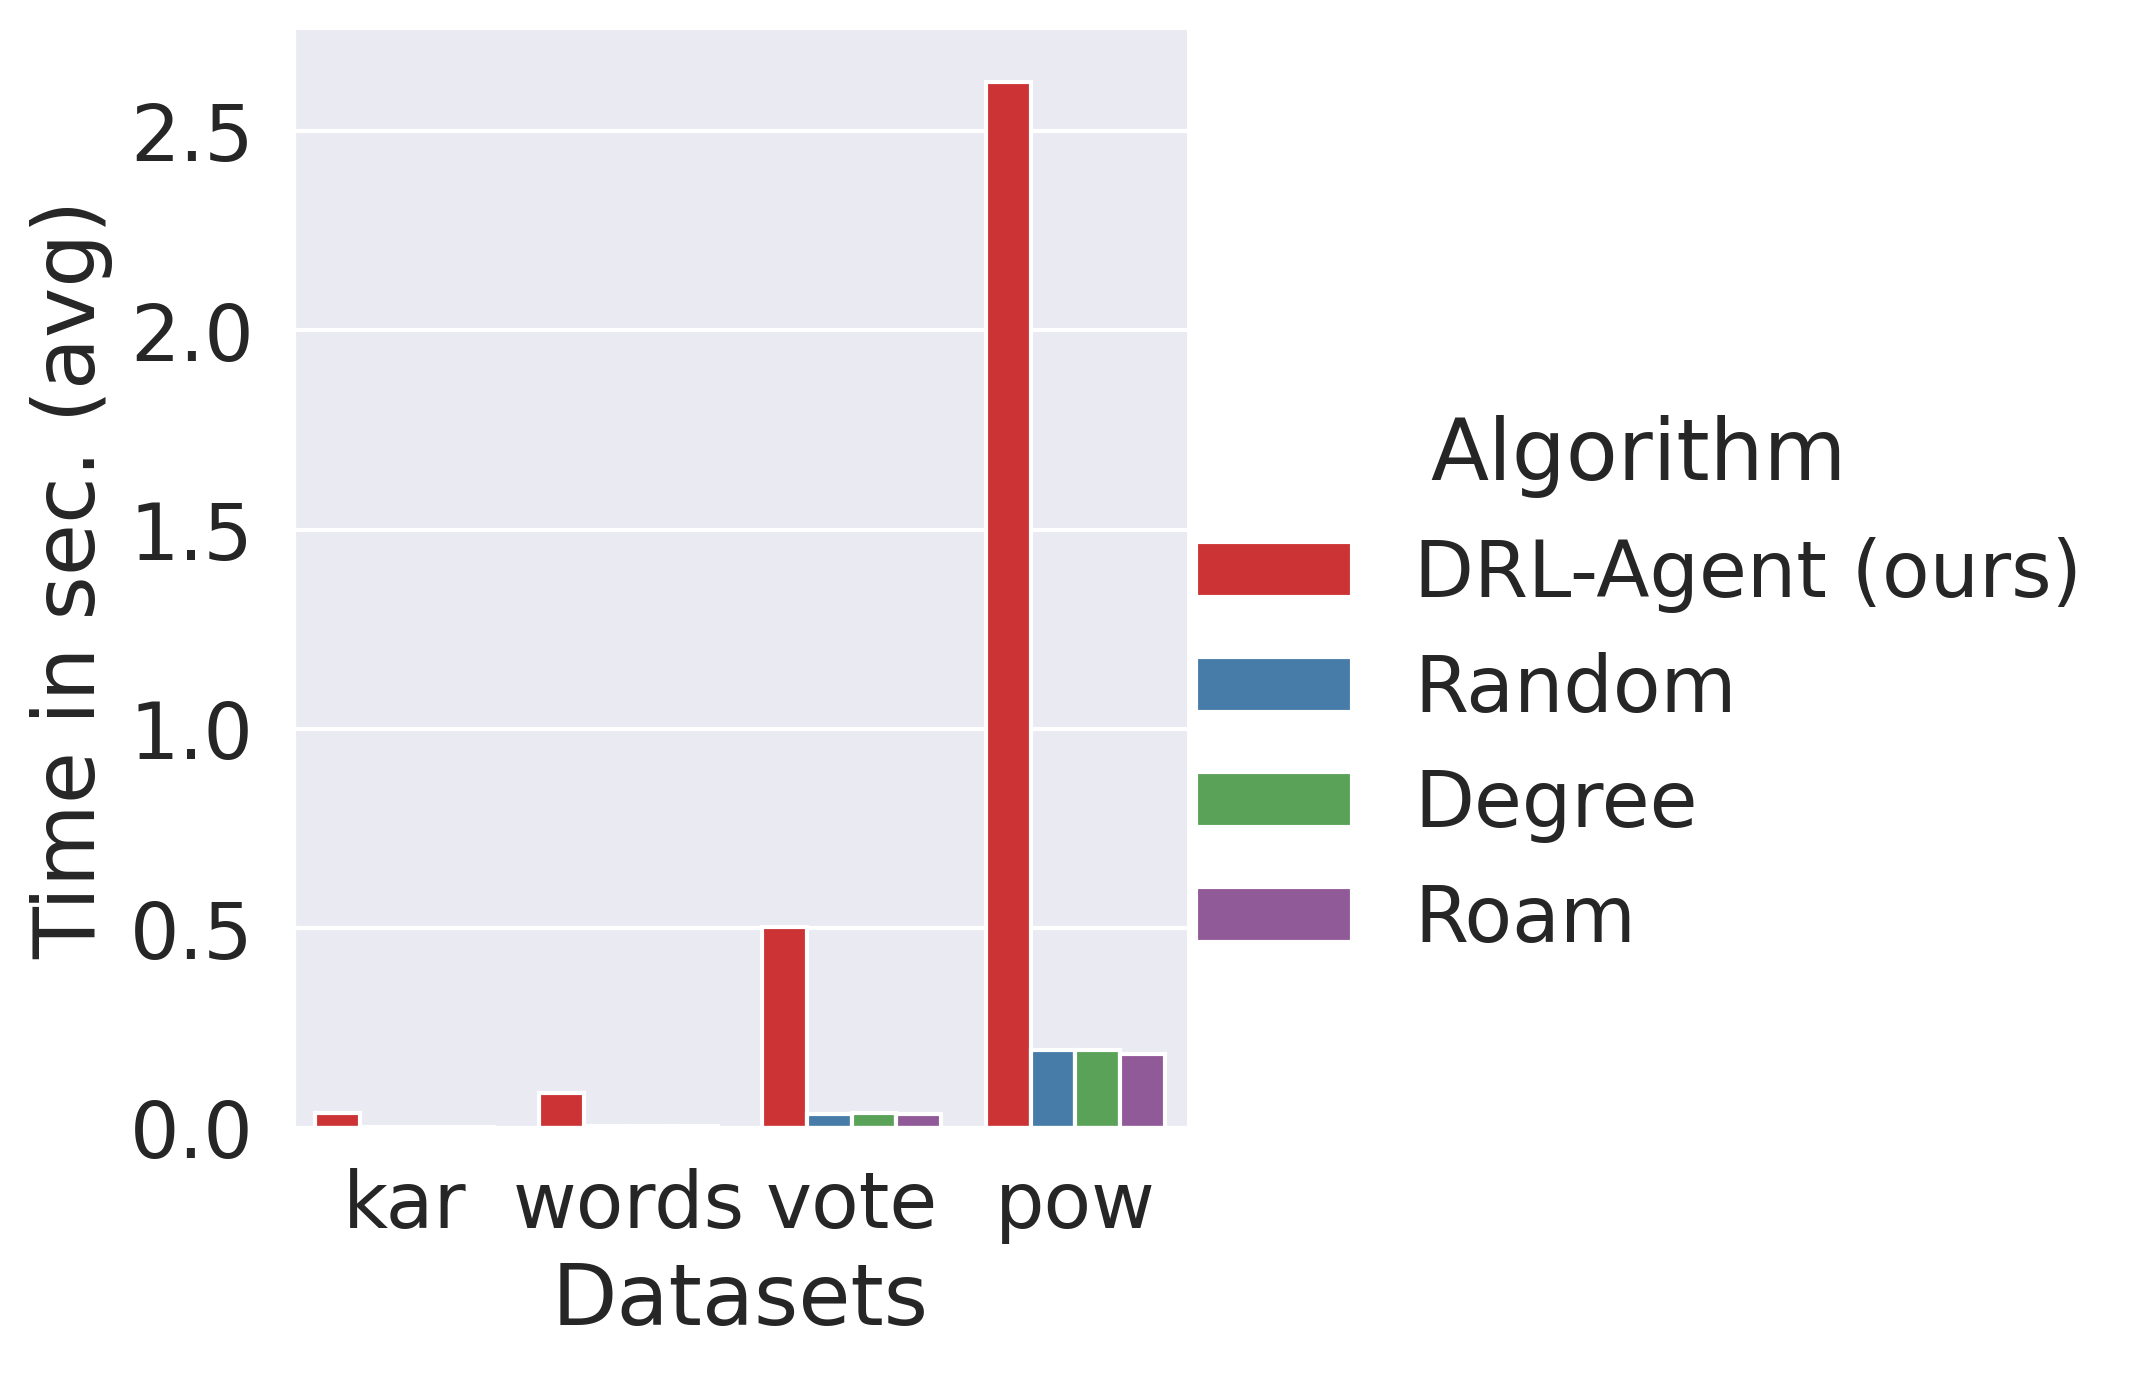 Time in sec. (avg)
2.5
2.0
1.5
1.0
0.5
0.0
kar words vote pow
Datasets
Algorithm
DRL-Agent (ours)
Random
Degree
Roam